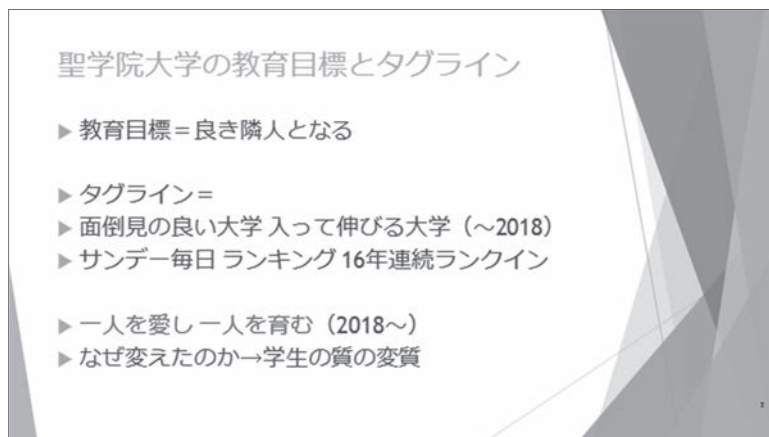 聖学院大学の教育目標とタグライン
▶ 教育目標＝良き隣人となる
▶ タグライン＝
▶ 面倒見の良い大学 入って伸びる大学（～2018）
▶ サンデー毎日 ランキング 16年連続ランクイン
▶ 一人を愛し 一人を育む（2018～）
▶ なぜ変えたのか→学生の質の変質